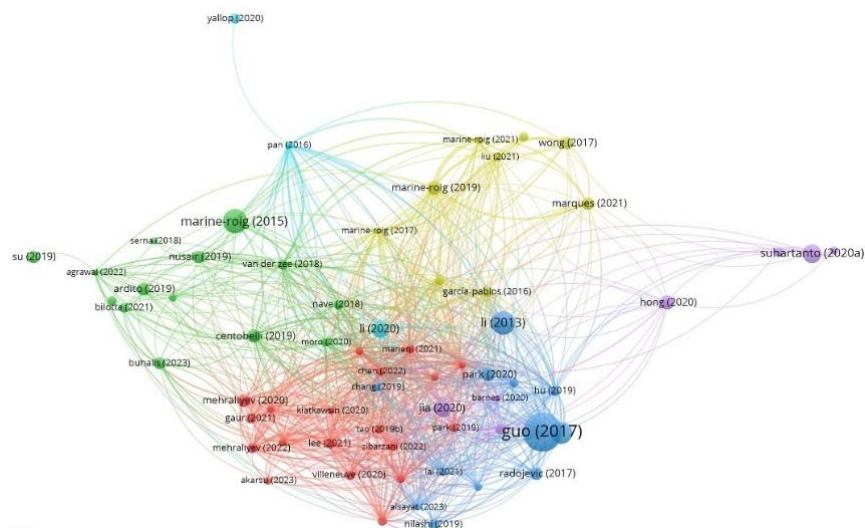 yallop (2020)
pan (2016)
marine-roig (2021)
wong (2017)
liu (2021)
marine-roig (2019)
marques (2021)
marine-roig (2015)
marine-roig (2017)
serna (2018)
su (2019)
nusair (2019)
van der zee (2018)
suhartanto (2020a)
agrawal (2022)
ardito (2019)
garcía-pablos (2016)
bilotta (2021)
nave (2018)
hong (2020)
li (2020)
li (2013)
centobelli (2019)
moro (2020)
mariani (2021)
buhalis (2023)
chen (2022)
park (2020)
chang (2019)
hu (2019)
mehraliyev (2020)
barnes (2020)
kiatkawsin (2020)
jia (2020)
gaur (2021)
tao (2019b)
park (2019)
guo (2017)
mehraliyev (2022)
lee (2021)
zibarzani (2022)
villeneuve (2020)
lai (2021)
radojevic (2017)
akarsu (2023)
alsayat (2023)
nilashi (2019)